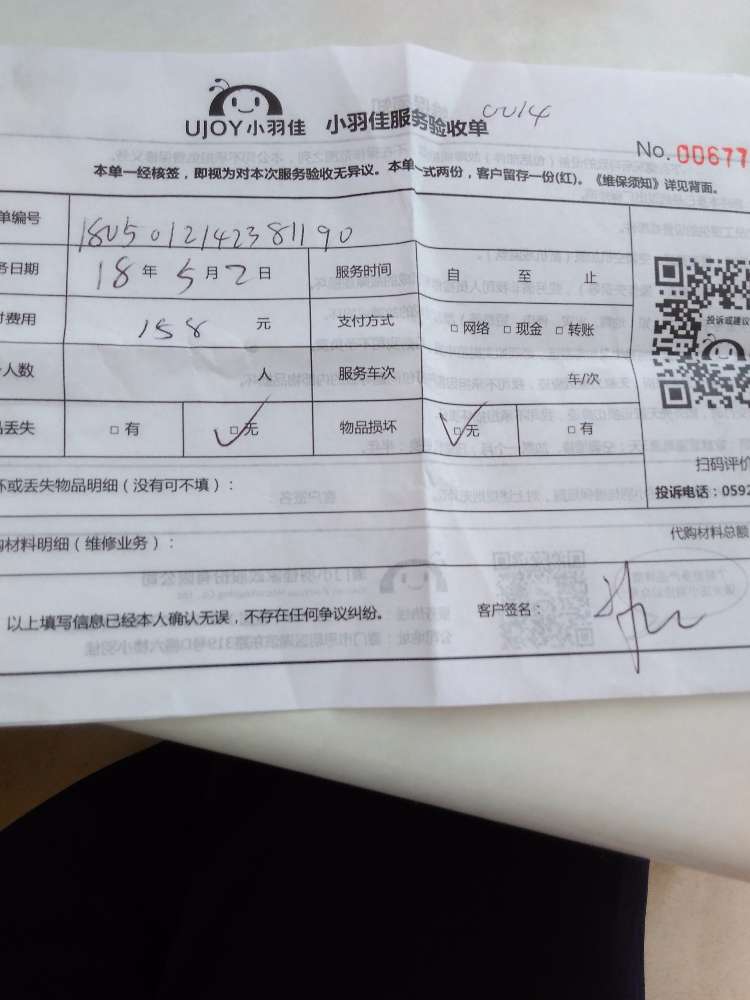 UJOY小羽佳 小羽佳服务验收单 0014
No. 00677
本单一经核签，即视为对本次服务验收无异议。本单一式两份，客户留存一份(红)。《维保须知》详见背面。
单编号 1805012142381190
务日期 18年5月2日 服务时间 自 至 止
付费用 158 元 支付方式 □网络 □现金 □转账
人数 人 服务车次 车/次
品丢失 □有 ☑无 物品损坏 ☑无 □有
投诉或建议
扫码评价
坏或丢失物品明细（没有可不填）：
投诉电话：0592
购材料明细（维修业务）：
代购材料总额
以上填写信息已经本人确认无误，不存在任何争议纠纷。 客户签名：